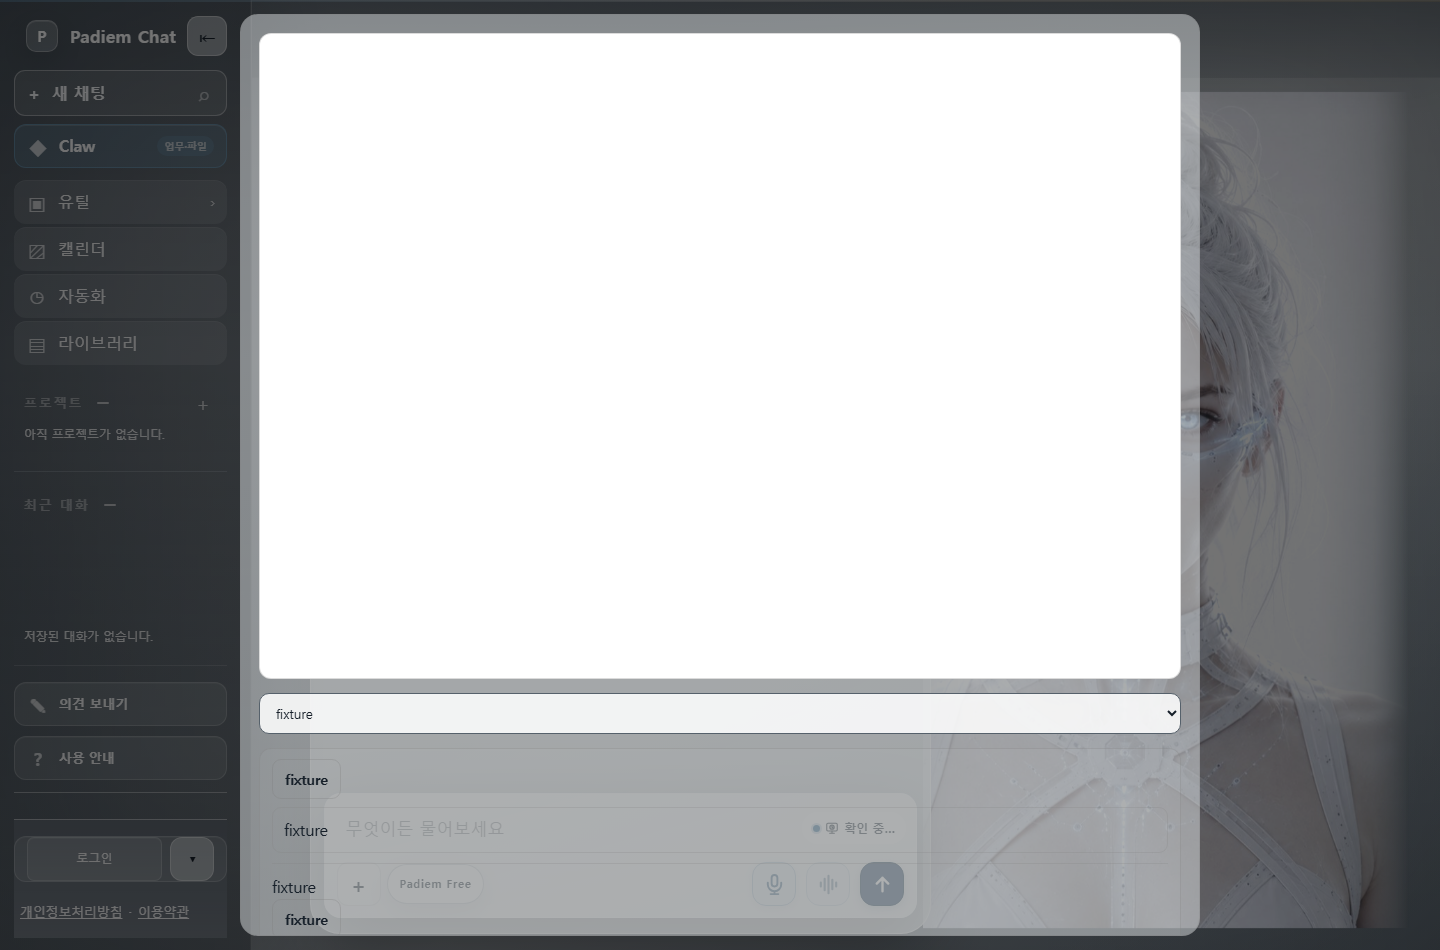 P Padiem Chat
+ 새 채팅
Claw 업무·파일
유틸
캘린더
자동화
라이브러리
프로젝트
아직 프로젝트가 없습니다.
최근 대화
저장된 대화가 없습니다.
의견 보내기
? 사용 안내
로그인
개인정보처리방침 · 이용약관
fixture
fixture
fixture
무엇이든 물어보세요
확인 중...
fixture
+ Padiem Free
fixture